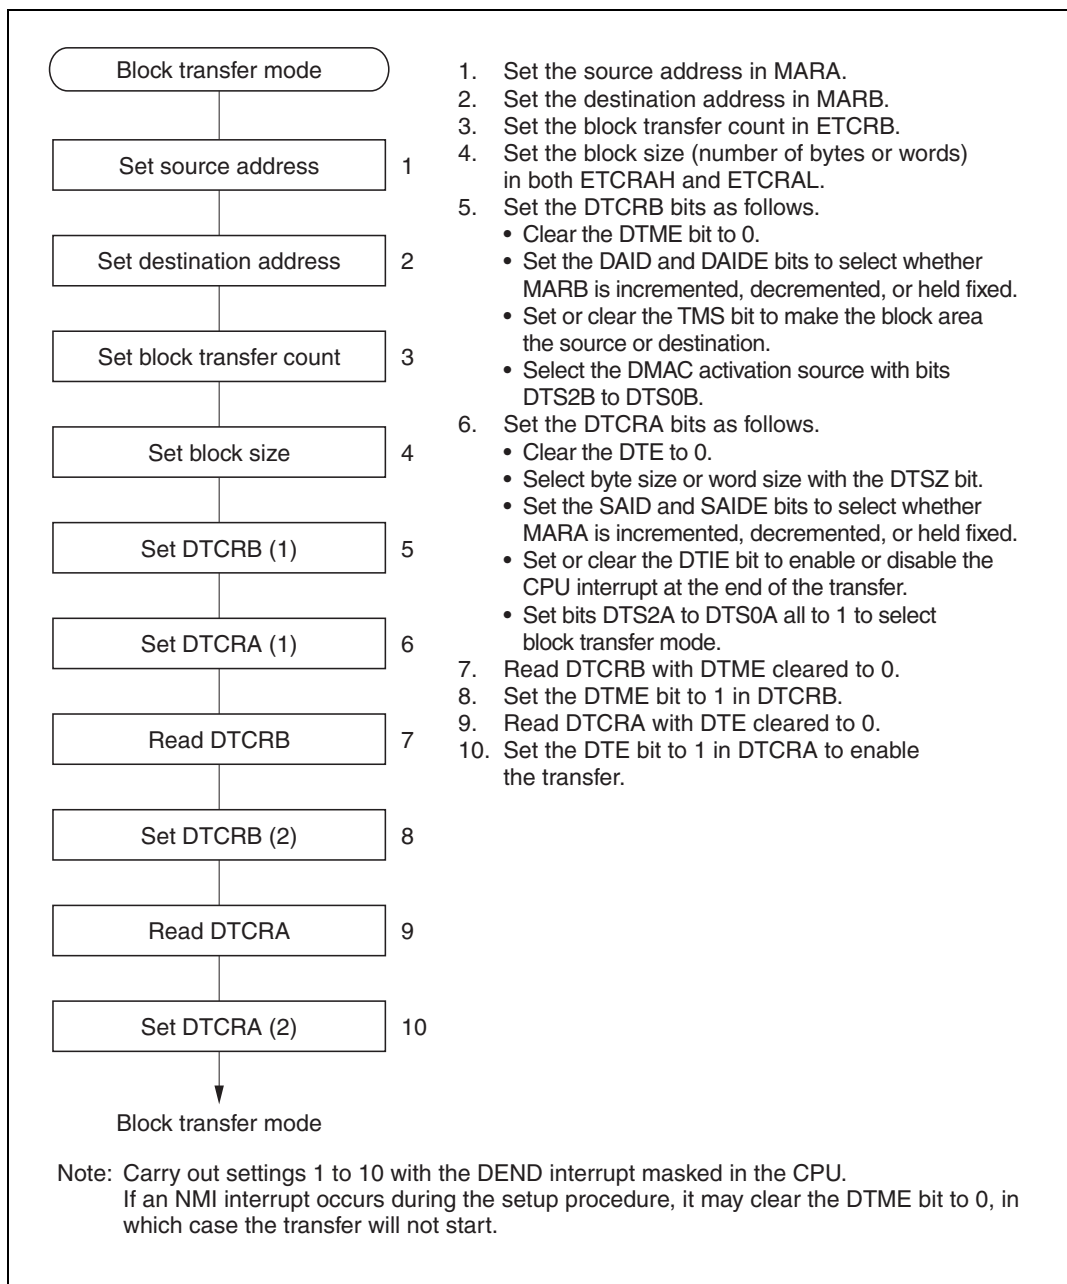 Block transfer mode
Set source address 1
Set destination address 2
Set block transfer count 3
Set block size 4
Set DTCRB (1) 5
Set DTCRA (1) 6
Read DTCRB 7
Set DTCRB (2) 8
Read DTCRA 9
Set DTCRA (2) 10
Block transfer mode
1. Set the source address in MARA.
2. Set the destination address in MARB.
3. Set the block transfer count in ETCRB.
4. Set the block size (number of bytes or words)
in both ETCRAH and ETCRAL.
5. Set the DTCRB bits as follows.
• Clear the DTME bit to 0.
• Set the DAID and DAIDE bits to select whether
MARB is incremented, decremented, or held fixed.
• Set or clear the TMS bit to make the block area
the source or destination.
• Select the DMAC activation source with bits
DTS2B to DTS0B.
6. Set the DTCRA bits as follows.
• Clear the DTE to 0.
• Select byte size or word size with the DTSZ bit.
• Set the SAID and SAIDE bits to select whether
MARA is incremented, decremented, or held fixed.
• Set or clear the DTIE bit to enable or disable the
CPU interrupt at the end of the transfer.
• Set bits DTS2A to DTS0A all to 1 to select
block transfer mode.
7. Read DTCRB with DTME cleared to 0.
8. Set the DTME bit to 1 in DTCRB.
9. Read DTCRA with DTE cleared to 0.
10. Set the DTE bit to 1 in DTCRA to enable
the transfer.
Note: Carry out settings 1 to 10 with the DEND interrupt masked in the CPU.
If an NMI interrupt occurs during the setup procedure, it may clear the DTME bit to 0, in
which case the transfer will not start.